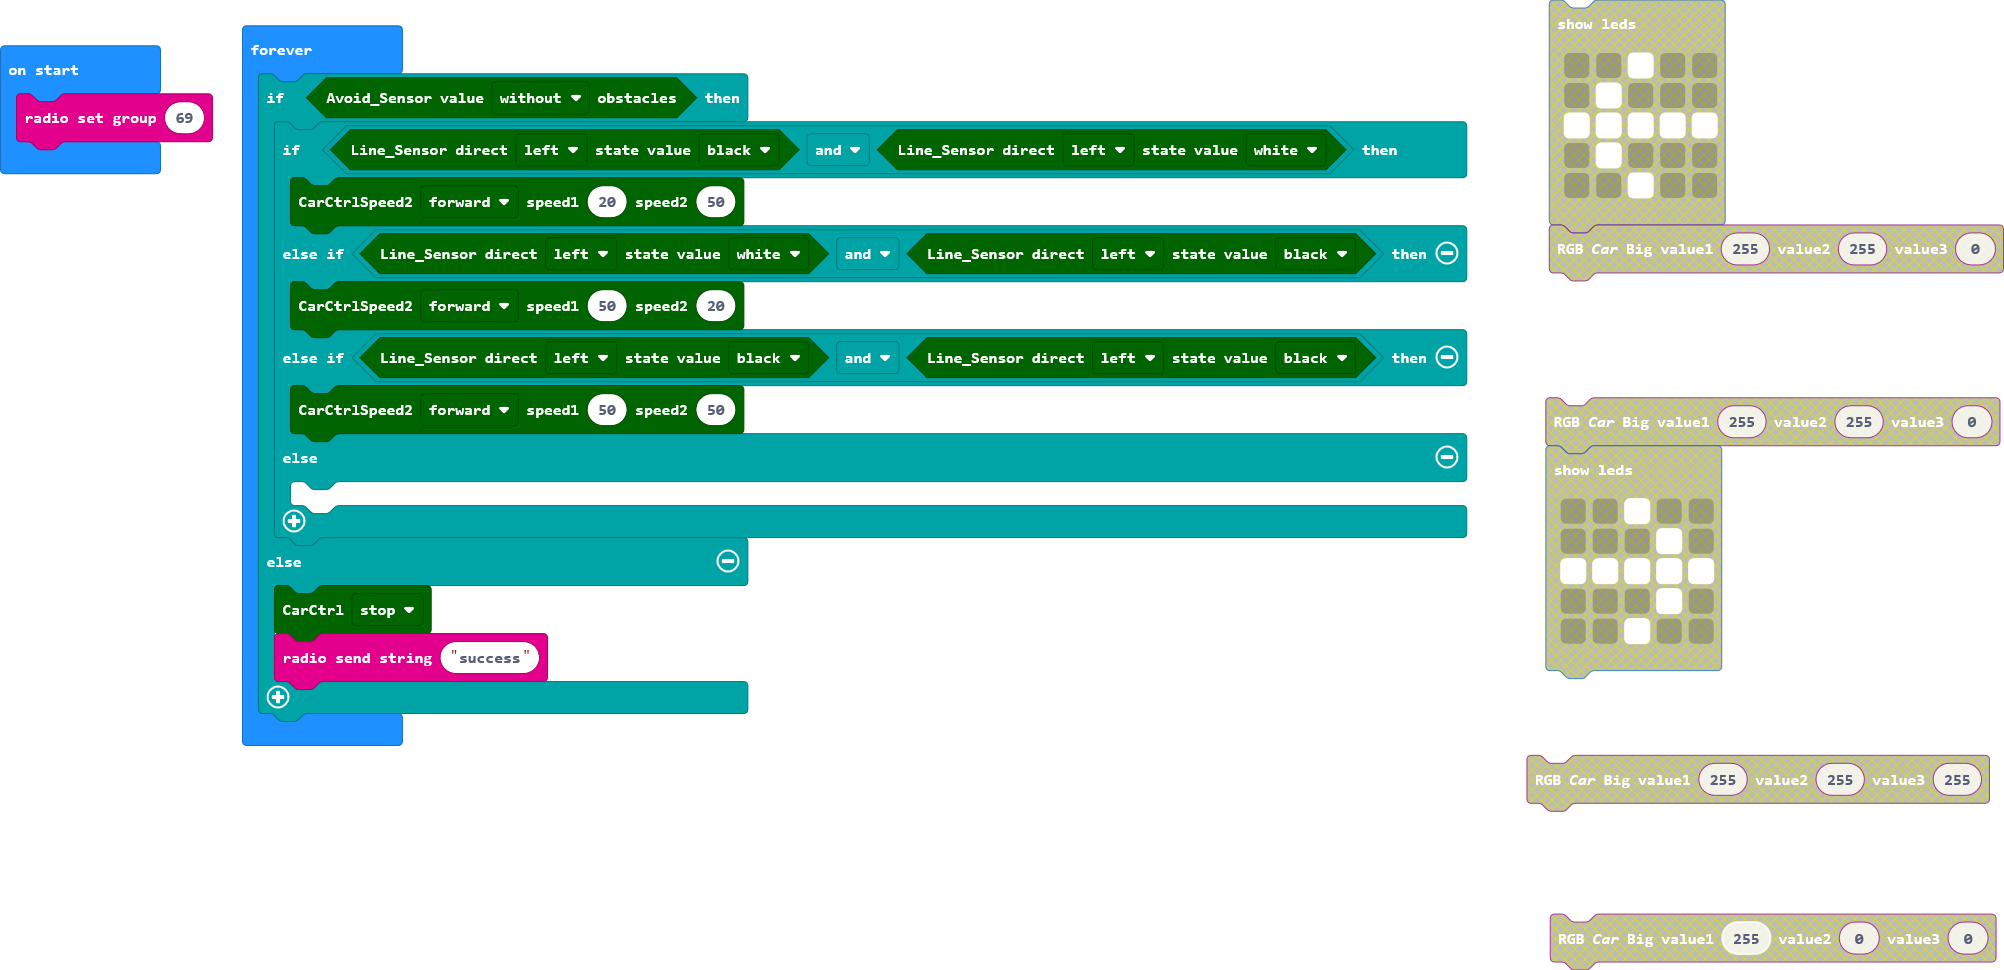 on start
radio set group 69
forever
if Avoid_Sensor value without obstacles then
if Line_Sensor direct left state value black and Line_Sensor direct left state value white then
CarCtrlSpeed2 forward speed1 20 speed2 50
else if Line_Sensor direct left state value white and Line_Sensor direct left state value black then
CarCtrlSpeed2 forward speed1 50 speed2 20
else if Line_Sensor direct left state value black and Line_Sensor direct left state value black then
CarCtrlSpeed2 forward speed1 50 speed2 50
else
else
CarCtrl stop
radio send string "success"
show leds
RGB Car Big value1 255 value2 255 value3 0
RGB Car Big value1 255 value2 255 value3 0
show leds
RGB Car Big value1 255 value2 255 value3 255
RGB Car Big value1 255 value2 0 value3 0